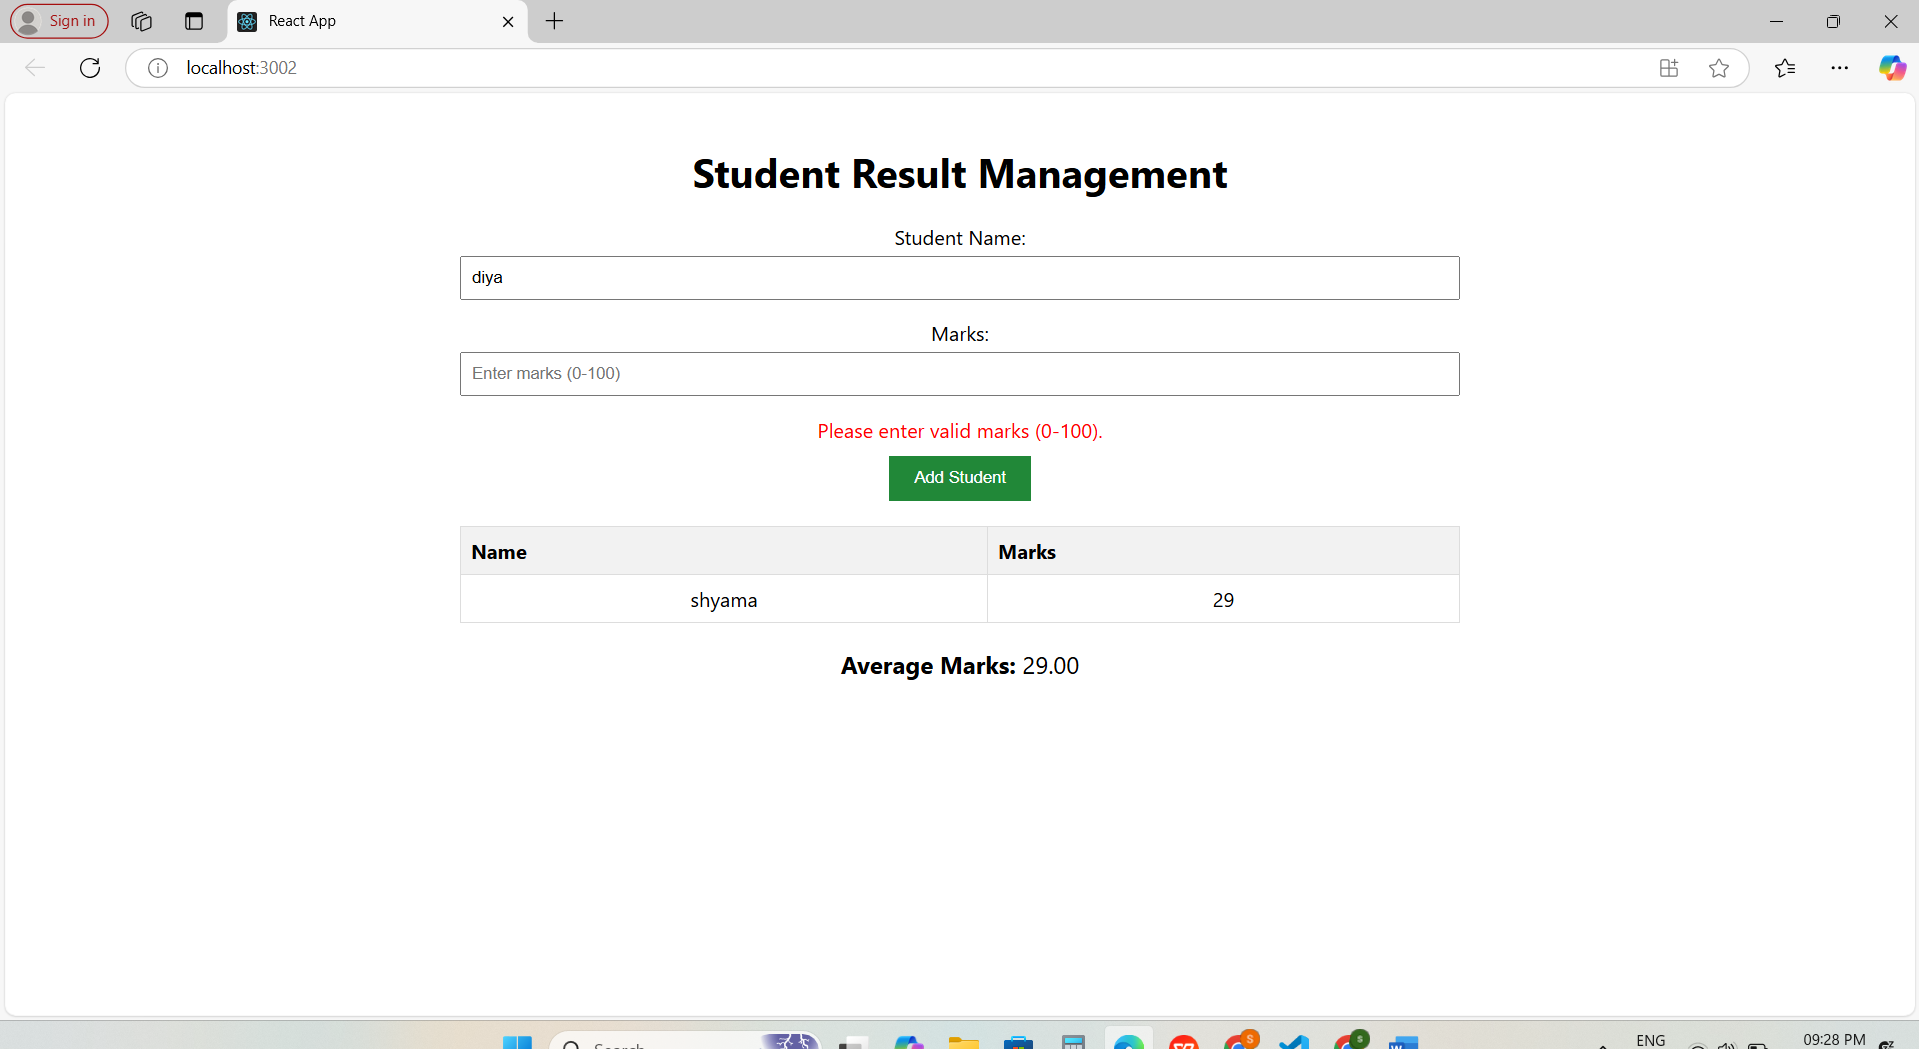 Sign in
React App
localhost:3002
Student Result Management
Student Name:
diya
Marks:
Enter marks (0-100)
Please enter valid marks (0-100).
Add Student
Name Marks
shyama 29
Average Marks: 29.00
Search
ENG
09:28 PM